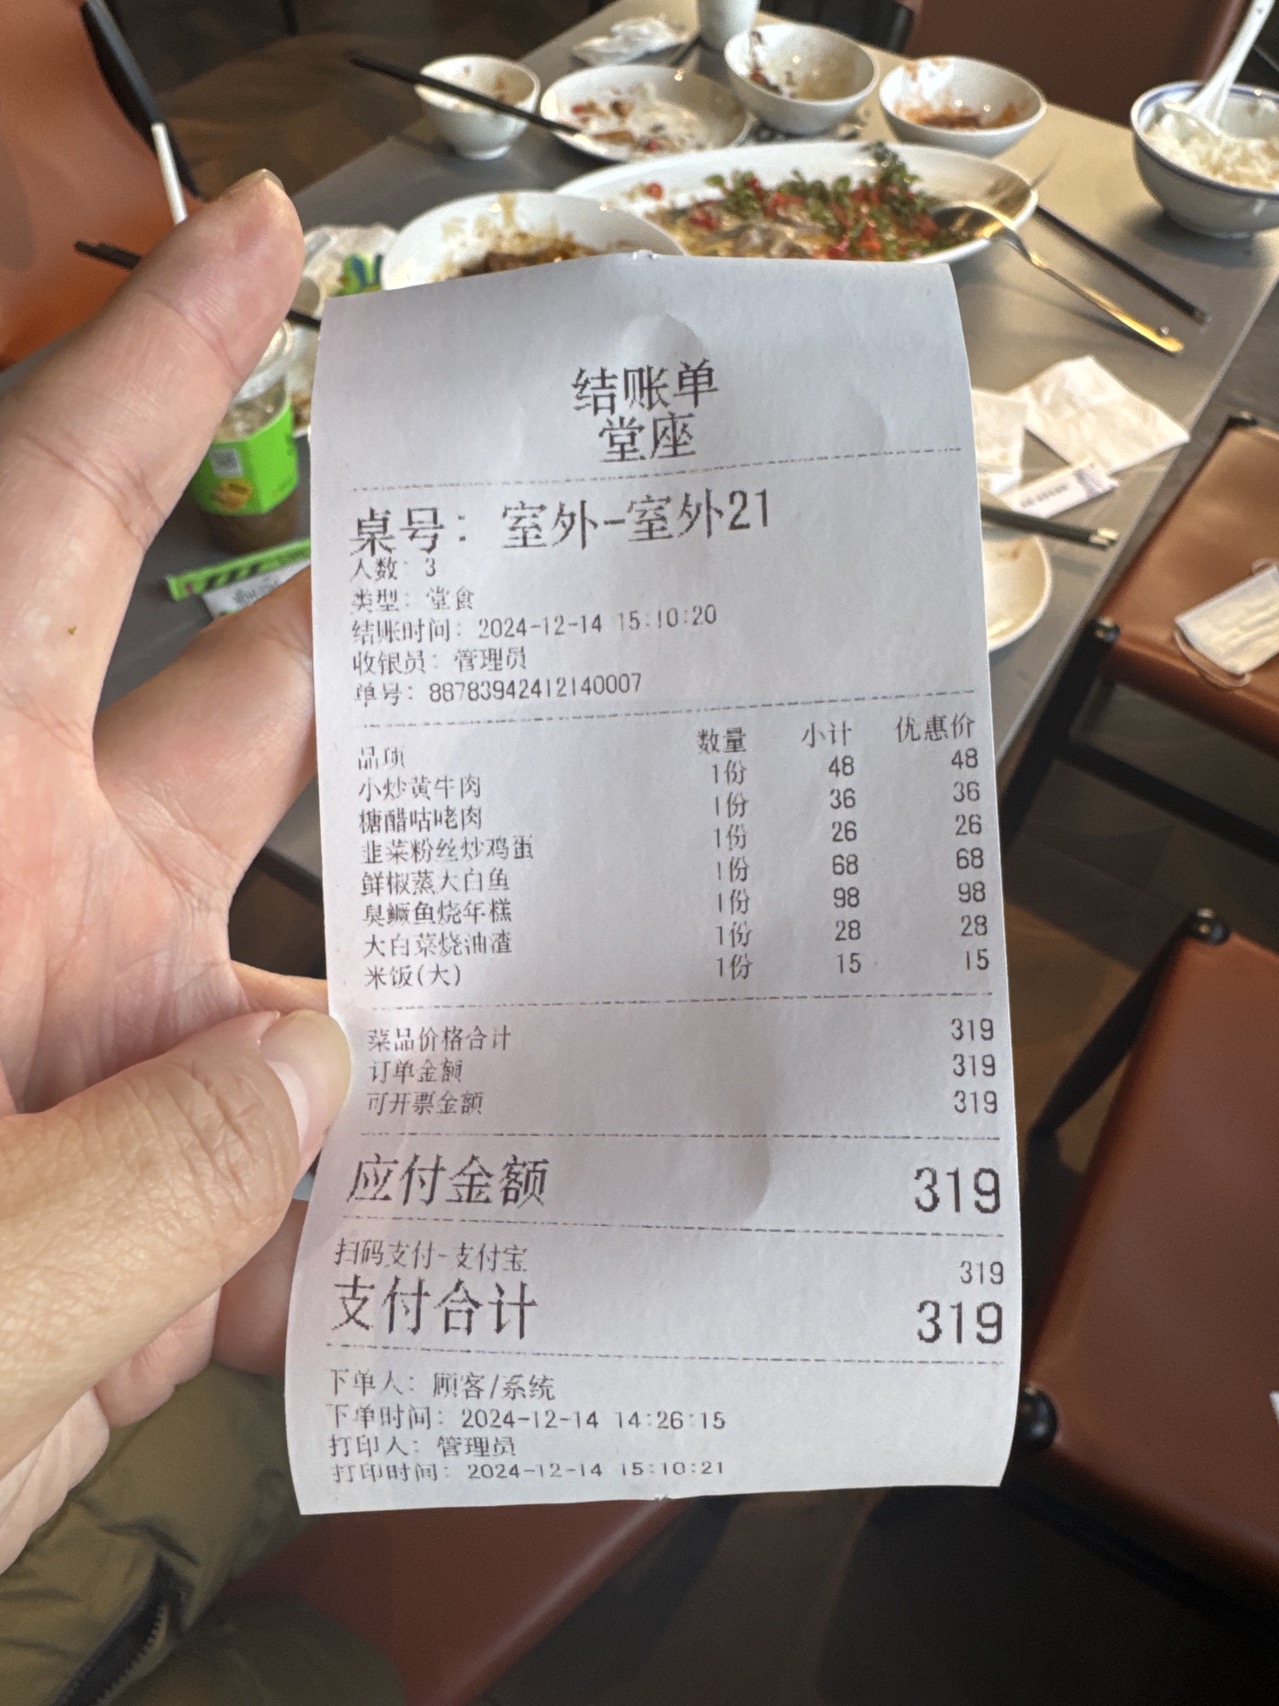 结账单
堂座
桌号：室外-室外21
人数：3
类型：堂食
结账时间：2024-12-14 15:10:20
收银员：管理员
单号：887839424121​40007
品项 数量 小计 优惠价
小炒黄牛肉 1份 48 48
糖醋咕咾肉 1份 36 36
韭菜粉丝炒鸡蛋 1份 26 26
鲜椒蒸大白鱼 1份 68 68
臭鳜鱼烧年糕 1份 98 98
大白菜烧油渣 1份 28 28
米饭(大) 1份 15 15
菜品价格合计 319
订单金额 319
可开票金额 319
应付金额 319
扫码支付-支付宝 319
支付合计 319
下单人：顾客/系统
下单时间：2024-12-14 14:26:15
打印人：管理员
打印时间：2024-12-14 15:10:21